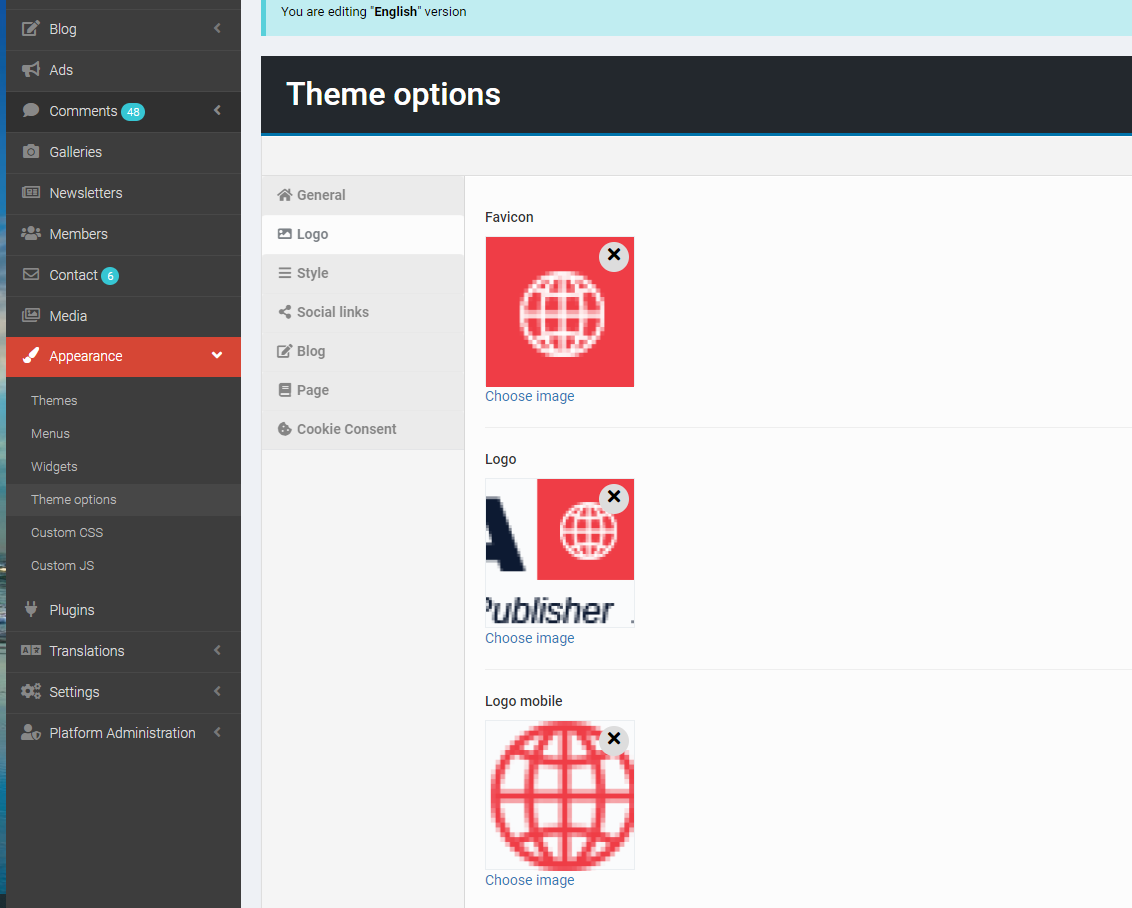 You are editing "English" version
Blog
Ads
Comments 48
Galleries
Newsletters
Members
Contact 6
Media
Appearance
Themes
Menus
Widgets
Theme options
Custom CSS
Custom JS
Plugins
Translations
Settings
Platform Administration
Theme options
General
Logo
Style
Social links
Blog
Page
Cookie Consent
Favicon
Choose image
Logo
A
Publisher
Choose image
Logo mobile
Choose image